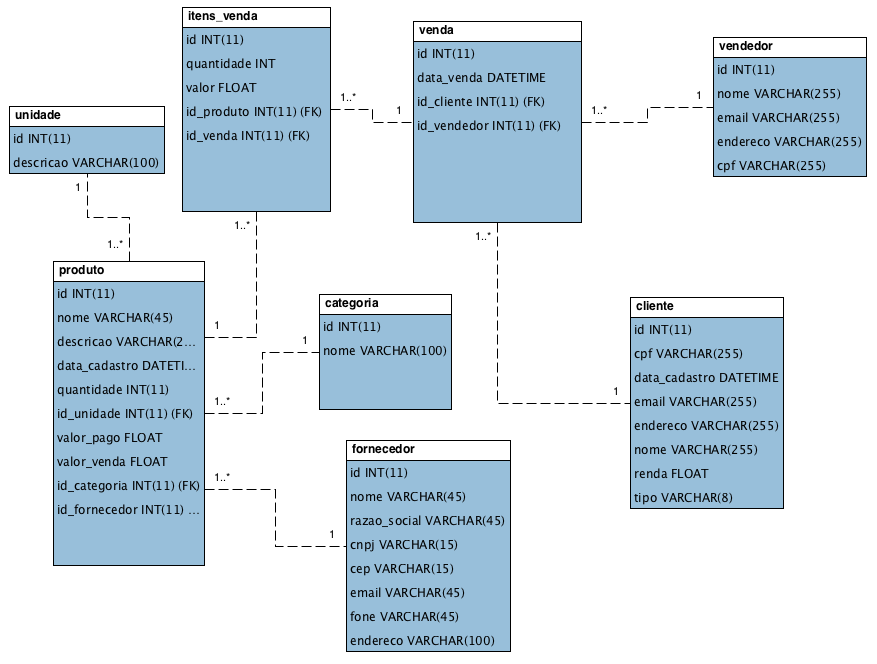 itens_venda
id INT(11)
quantidade INT
valor FLOAT
id_produto INT(11) (FK)
id_venda INT(11) (FK)
venda
id INT(11)
data_venda DATETIME
id_cliente INT(11) (FK)
id_vendedor INT(11) (FK)
vendedor
id INT(11)
nome VARCHAR(255)
email VARCHAR(255)
endereco VARCHAR(255)
cpf VARCHAR(255)
1..*
1
1..*
1
unidade
id INT(11)
descricao VARCHAR(100)
1
1..*
1..*
1
1..*
1
produto
id INT(11)
nome VARCHAR(45)
descricao VARCHAR(2...
data_cadastro DATETI...
quantidade INT(11)
id_unidade INT(11) (FK)
valor_pago FLOAT
valor_venda FLOAT
id_categoria INT(11) (FK)
id_fornecedor INT(11) ...
categoria
id INT(11)
nome VARCHAR(100)
1
1..*
cliente
id INT(11)
cpf VARCHAR(255)
data_cadastro DATETIME
email VARCHAR(255)
endereco VARCHAR(255)
nome VARCHAR(255)
renda FLOAT
tipo VARCHAR(8)
1..*
1
fornecedor
id INT(11)
nome VARCHAR(45)
razao_social VARCHAR(45)
cnpj VARCHAR(15)
cep VARCHAR(15)
email VARCHAR(45)
fone VARCHAR(45)
endereco VARCHAR(100)